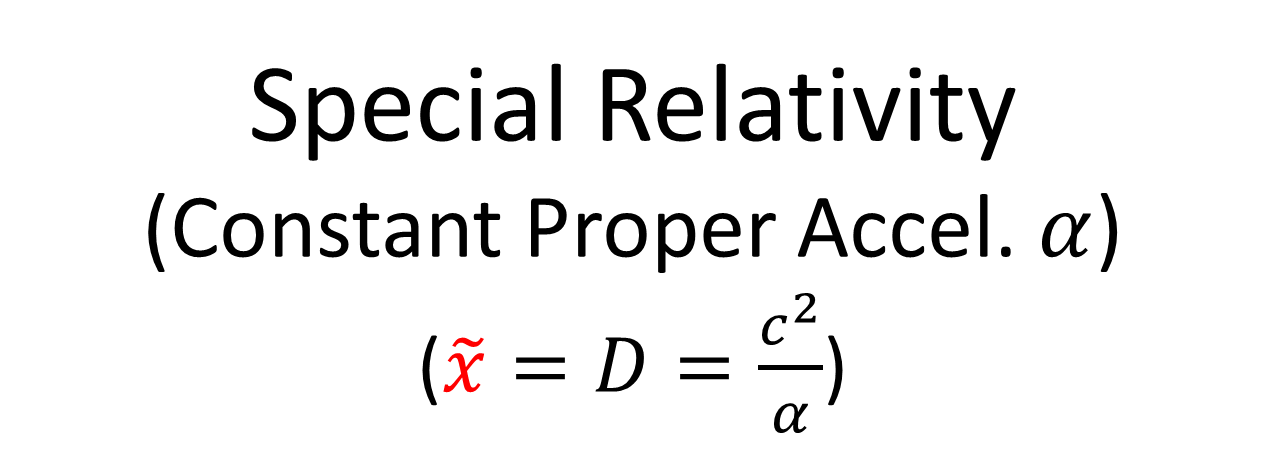 Special Relativity
(Constant Proper Accel. α)
(x̃ = D = c²/α)